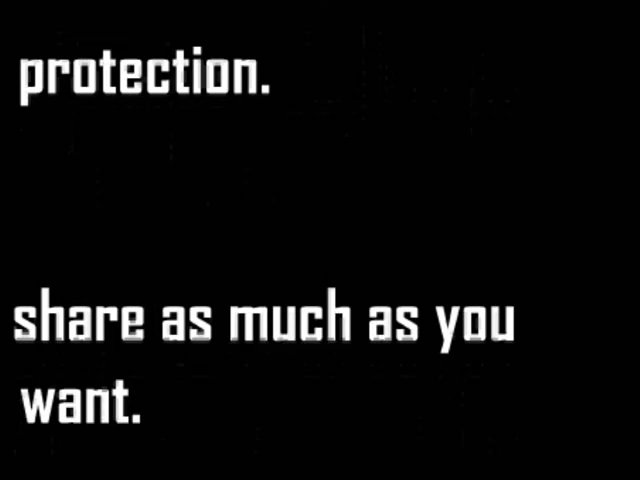 protection.
share as much as you
want.